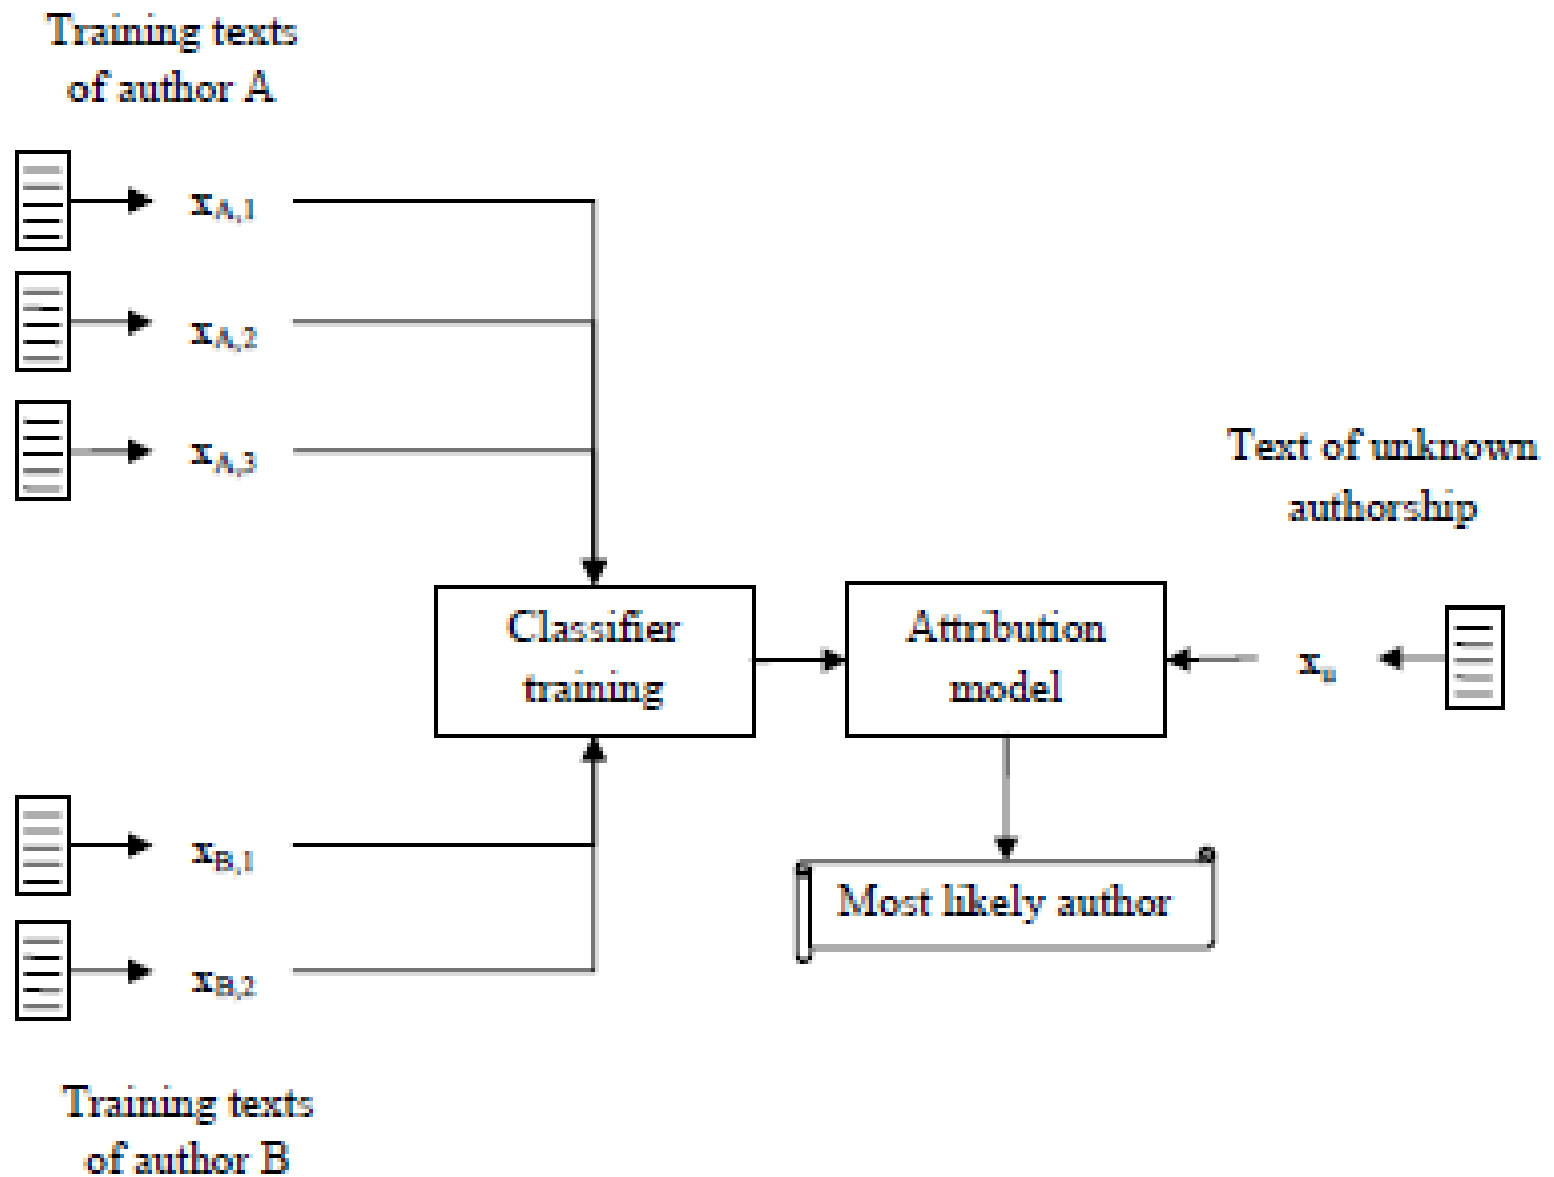 Training texts
of author A
xA,1
xA,2
xA,3
Text of unknown
authorship
Classifier
training
Attribution
model
xu
xB,1
Most likely author
xB,2
Training texts
of author B